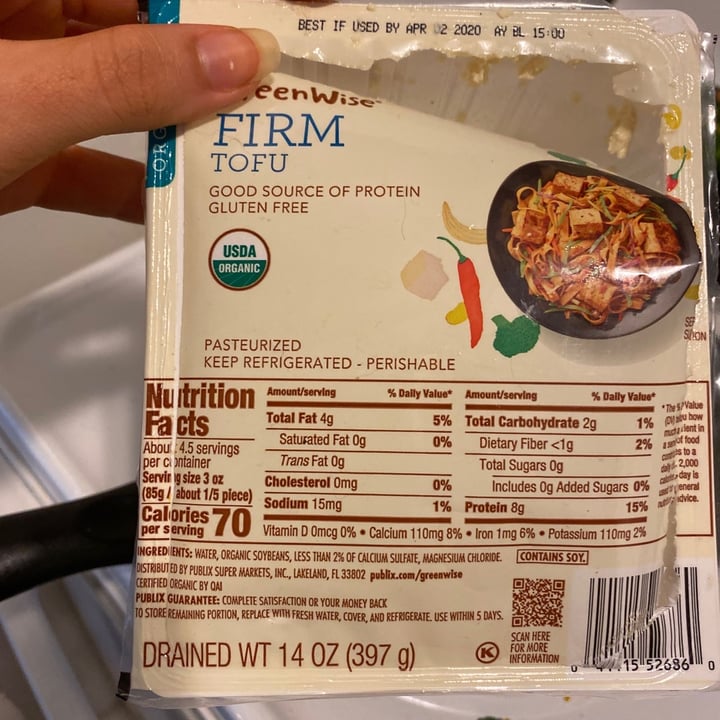 BEST IF USED BY APR 02 2020 AY BL 15:00
ORG
eenWise
FIRM
TOFU
GOOD SOURCE OF PROTEIN
GLUTEN FREE
USDA
ORGANIC
PASTEURIZED
KEEP REFRIGERATED - PERISHABLE
Nutrition
Facts
About 4.5 servings
per container
Serving size 3 oz
(85g / about 1/5 piece)
Calories 70
per serving
Amount/serving % Daily Value*
Total Fat 4g 5%
Saturated Fat 0g 0%
Trans Fat 0g
Cholesterol 0mg 0%
Sodium 15mg 1%
Amount/serving % Daily Value*
Total Carbohydrate 2g 1%
Dietary Fiber <1g 2%
Total Sugars 0g
Includes 0g Added Sugars 0%
Protein 8g 15%
Vitamin D 0mcg 0% • Calcium 110mg 8% • Iron 1mg 6% • Potassium 110mg 2%
INGREDIENTS: WATER, ORGANIC SOYBEANS, LESS THAN 2% OF CALCIUM SULFATE, MAGNESIUM CHLORIDE.
CONTAINS SOY.
DISTRIBUTED BY PUBLIX SUPER MARKETS, INC., LAKELAND, FL 33802 publix.com/greenwise
CERTIFIED ORGANIC BY QAI
PUBLIX GUARANTEE: COMPLETE SATISFACTION OR YOUR MONEY BACK
TO STORE REMAINING PORTION, REPLACE WITH FRESH WATER, COVER, AND REFRIGERATE. USE WITHIN 5 DAYS.
DRAINED WT 14 OZ (397 g)
K
SCAN HERE
FOR MORE
INFORMATION
15 52686 0